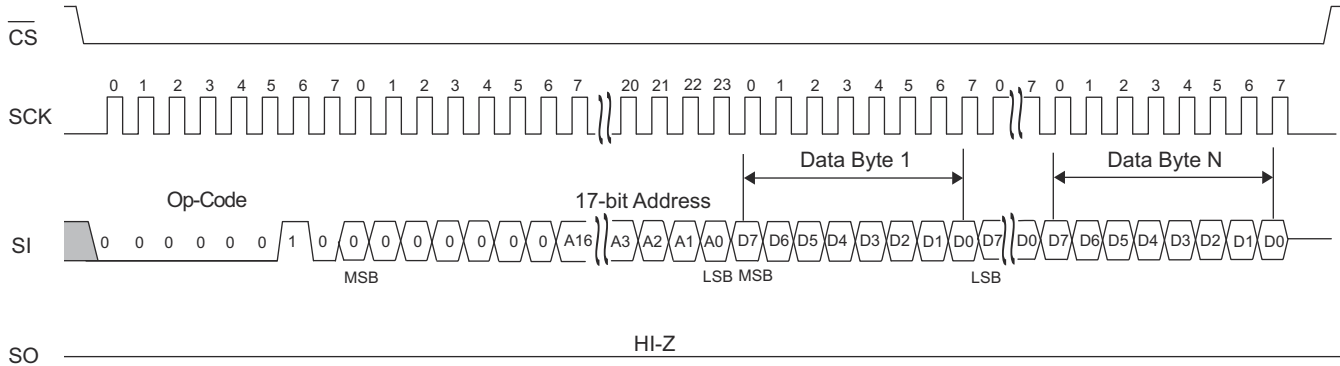 CS
0 1 2 3 4 5 6 7 0 1 2 3 4 5 6 7 20 21 22 23 0 1 2 3 4 5 6 7 0 7 0 1 2 3 4 5 6 7
SCK
Data Byte 1 Data Byte N
Op-Code 17-bit Address
SI 0 0 0 0 0 0 1 0 0 0 0 0 0 0 0 A16 A3 A2 A1 A0 D7 D6 D5 D4 D3 D2 D1 D0 D7 D0 D7 D6 D5 D4 D3 D2 D1 D0
MSB LSB MSB LSB
HI-Z
SO